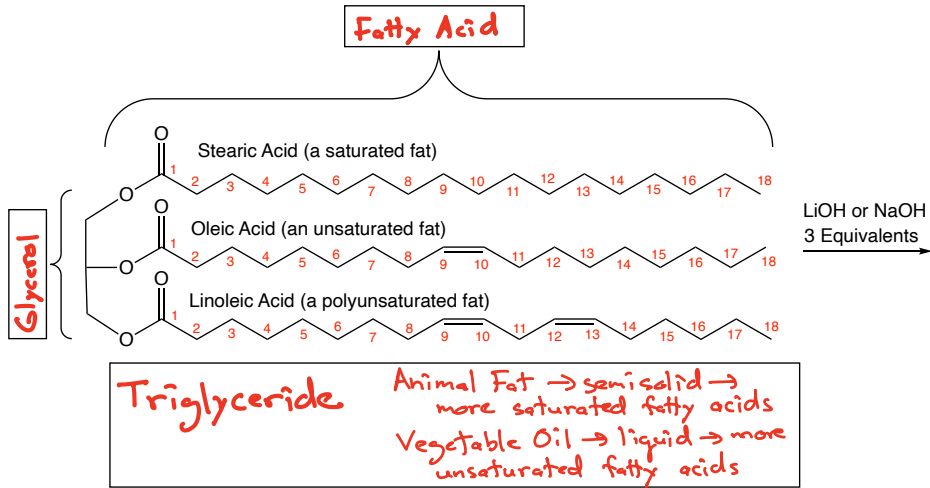 Fatty Acid
O
Stearic Acid (a saturated fat)
1 2 3 4 5 6 7 8 9 10 11 12 13 14 15 16 17 18
O
Glycerol
O
Oleic Acid (an unsaturated fat)
1 2 3 4 5 6 7 8 9 10 11 12 13 14 15 16 17 18
O
LiOH or NaOH
3 Equivalents
O
Linoleic Acid (a polyunsaturated fat)
1 2 3 4 5 6 7 8 9 10 11 12 13 14 15 16 17 18
O
Triglyceride
Animal Fat → semisolid →
more saturated fatty acids
Vegetable Oil → liquid → more
unsaturated fatty acids